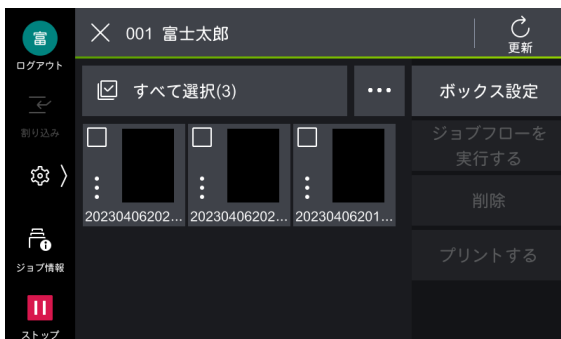 富
ログアウト
001 富士太郎
更新
割り込み
すべて選択(3)
ボックス設定
ジョブフローを
実行する
20230406202...
20230406202...
20230406201...
削除
プリントする
ジョブ情報
ストップ